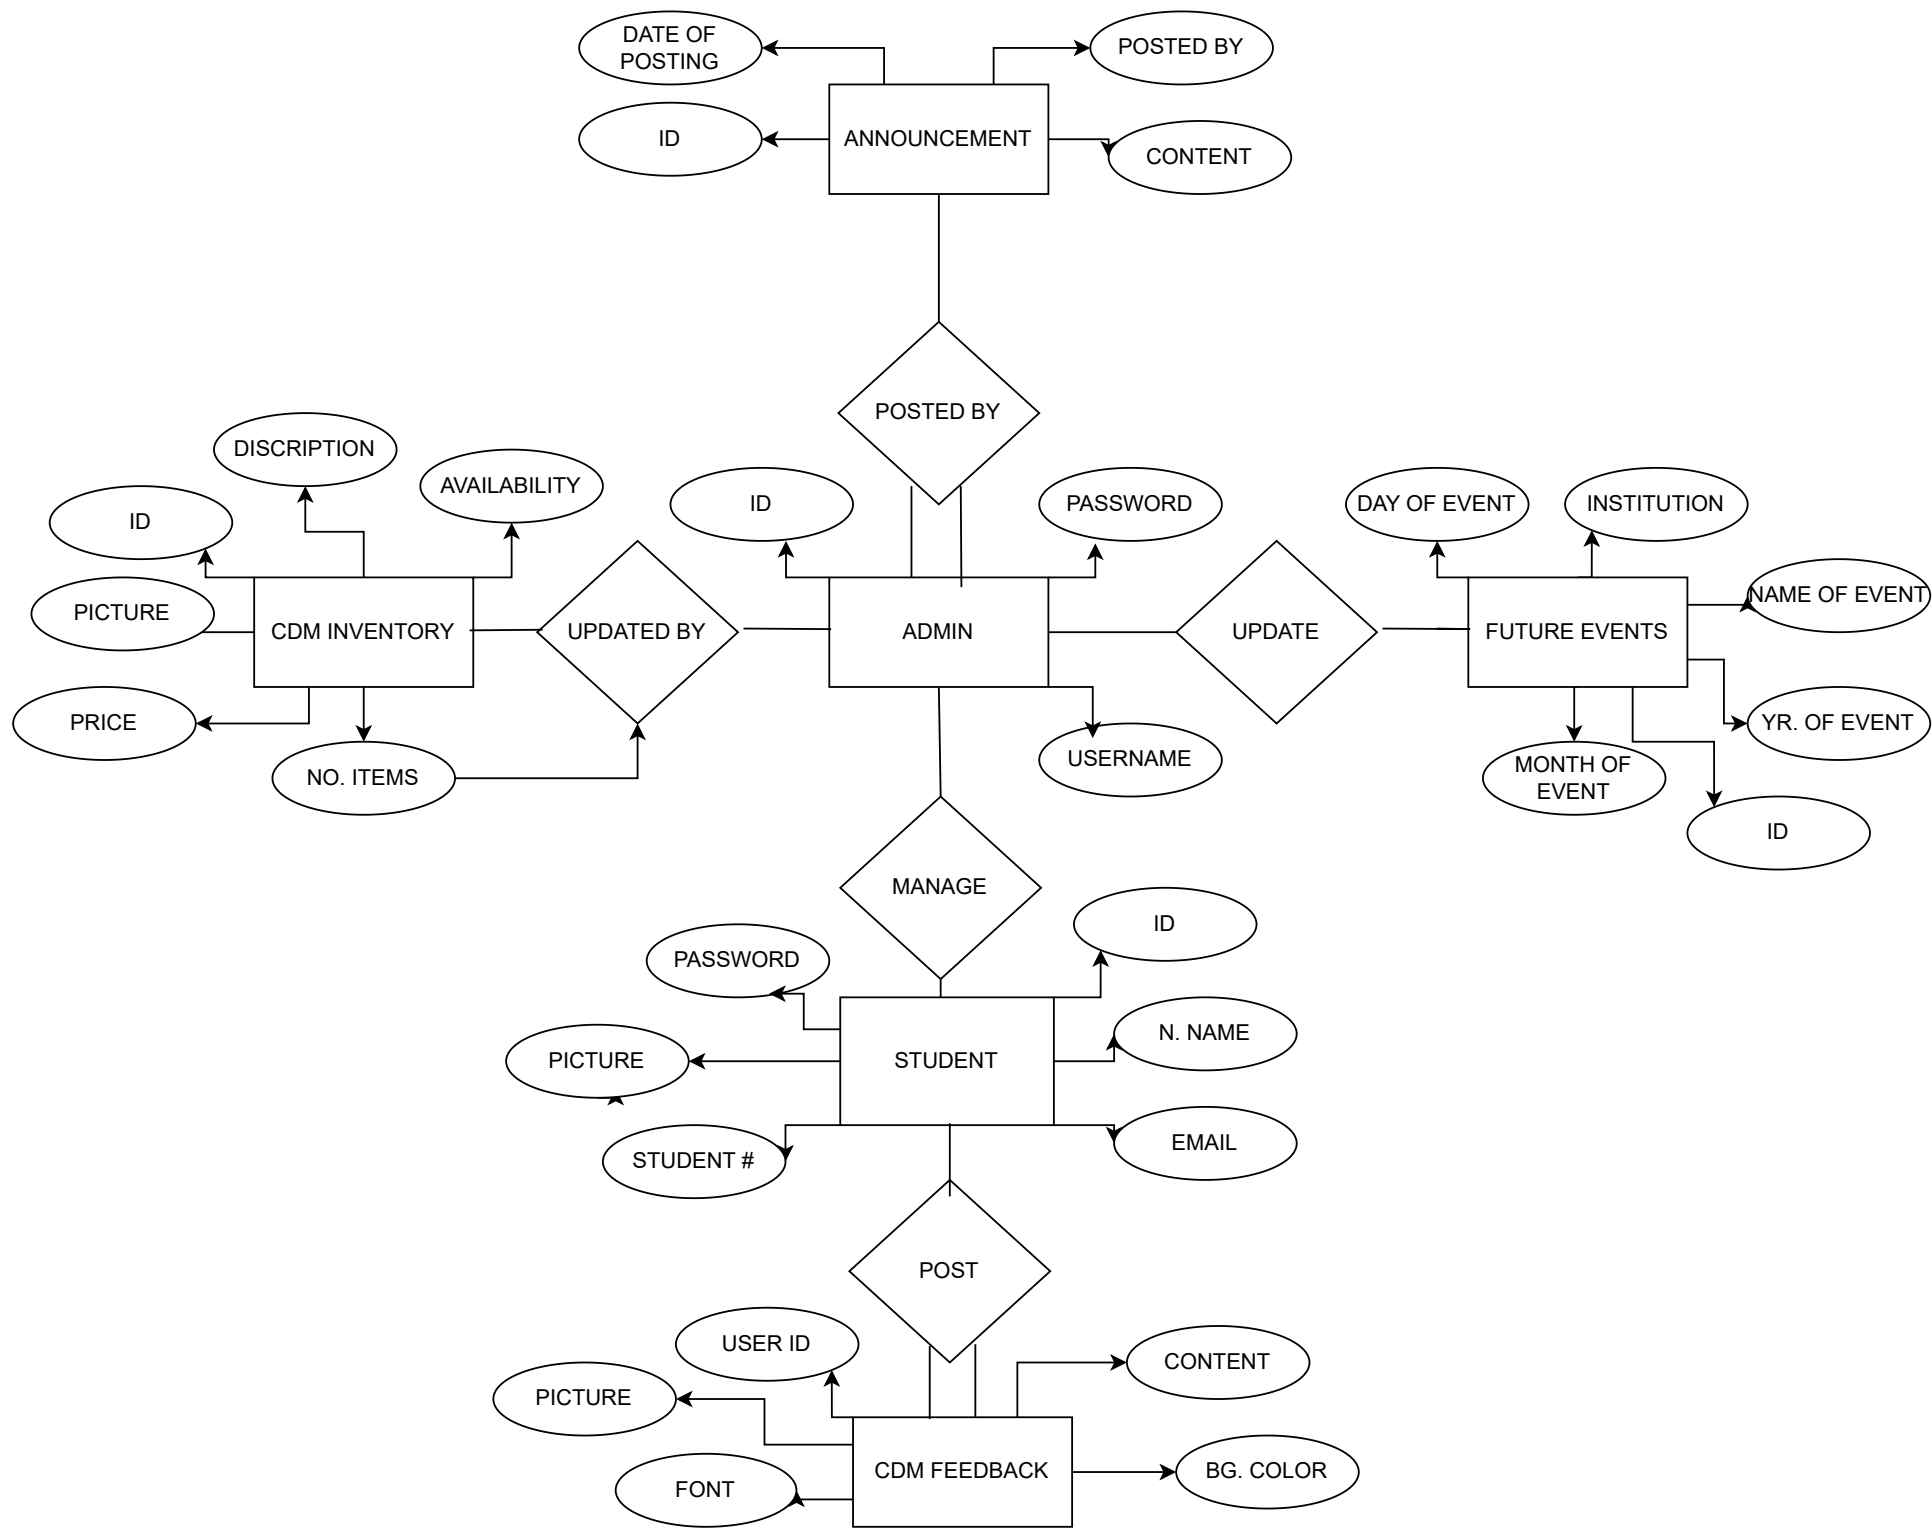 DATE OF
POSTING
POSTED BY
ID
ANNOUNCEMENT
CONTENT
POSTED BY
DISCRIPTION
AVAILABILITY
ID
ID
PASSWORD
DAY OF EVENT
INSTITUTION
PICTURE
CDM INVENTORY
UPDATED BY
ADMIN
UPDATE
FUTURE EVENTS
NAME OF EVENT
PRICE
NO. ITEMS
USERNAME
MONTH OF
EVENT
YR. OF EVENT
ID
MANAGE
PASSWORD
ID
PICTURE
STUDENT
N. NAME
STUDENT #
EMAIL
POST
USER ID
CONTENT
PICTURE
FONT
CDM FEEDBACK
BG. COLOR